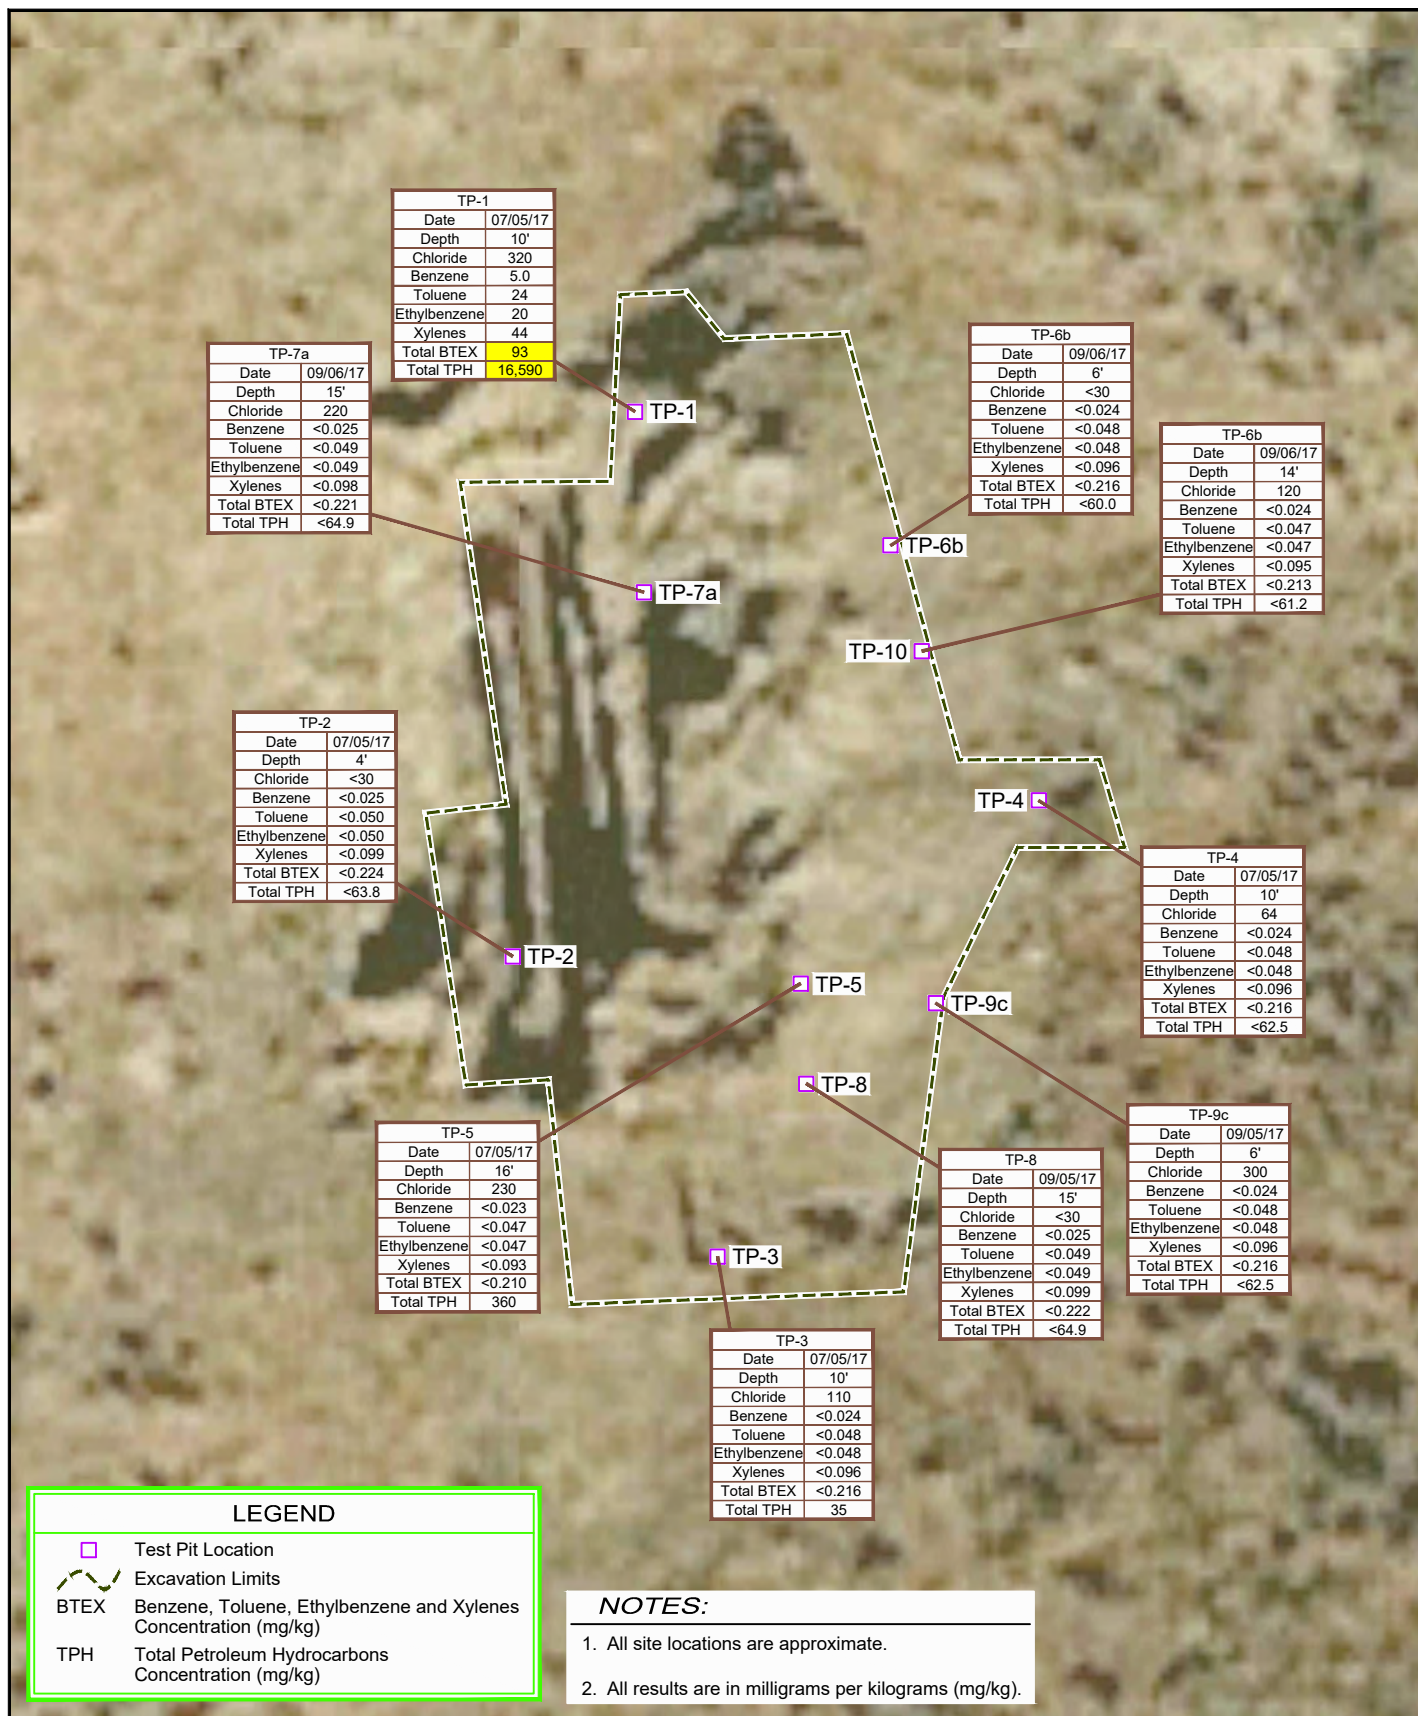 TP-1
Date 07/05/17
Depth 10'
Chloride 320
Benzene 5.0
Toluene 24
Ethylbenzene 20
Xylenes 44
Total BTEX 93
Total TPH 16,590
TP-7a
Date 09/06/17
Depth 15'
Chloride 220
Benzene <0.025
Toluene <0.049
Ethylbenzene <0.049
Xylenes <0.098
Total BTEX <0.221
Total TPH <64.9
TP-6b
Date 09/06/17
Depth 6'
Chloride <30
Benzene <0.024
Toluene <0.048
Ethylbenzene <0.048
Xylenes <0.096
Total BTEX <0.216
Total TPH <60.0
TP-6b
Date 09/06/17
Depth 14'
Chloride 120
Benzene <0.024
Toluene <0.047
Ethylbenzene <0.047
Xylenes <0.095
Total BTEX <0.213
Total TPH <61.2
TP-1
TP-6b
TP-7a
TP-10
TP-2
Date 07/05/17
Depth 4'
Chloride <30
Benzene <0.025
Toluene <0.050
Ethylbenzene <0.050
Xylenes <0.099
Total BTEX <0.224
Total TPH <63.8
TP-4
TP-4
Date 07/05/17
Depth 10'
Chloride 64
Benzene <0.024
Toluene <0.048
Ethylbenzene <0.048
Xylenes <0.096
Total BTEX <0.216
Total TPH <62.5
TP-2
TP-5
TP-9c
TP-8
TP-5
Date 07/05/17
Depth 16'
Chloride 230
Benzene <0.023
Toluene <0.047
Ethylbenzene <0.047
Xylenes <0.093
Total BTEX <0.210
Total TPH 360
TP-8
Date 09/05/17
Depth 15'
Chloride <30
Benzene <0.025
Toluene <0.049
Ethylbenzene <0.049
Xylenes <0.099
Total BTEX <0.222
Total TPH <64.9
TP-9c
Date 09/05/17
Depth 6'
Chloride 300
Benzene <0.024
Toluene <0.048
Ethylbenzene <0.048
Xylenes <0.096
Total BTEX <0.216
Total TPH <62.5
TP-3
TP-3
Date 07/05/17
Depth 10'
Chloride 110
Benzene <0.024
Toluene <0.048
Ethylbenzene <0.048
Xylenes <0.096
Total BTEX <0.216
Total TPH 35
LEGEND
Test Pit Location
Excavation Limits
BTEX Benzene, Toluene, Ethylbenzene and Xylenes
Concentration (mg/kg)
TPH Total Petroleum Hydrocarbons
Concentration (mg/kg)
NOTES:
1. All site locations are approximate.
2. All results are in milligrams per kilograms (mg/kg).